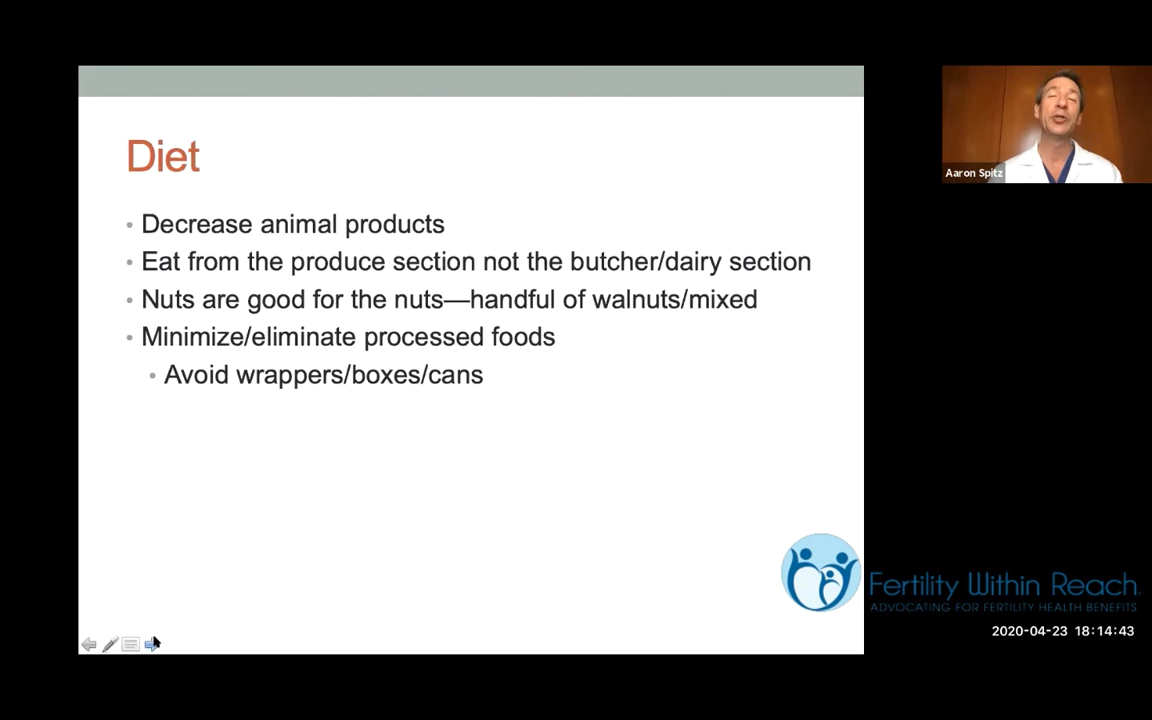 Diet
• Decrease animal products
• Eat from the produce section not the butcher/dairy section
• Nuts are good for the nuts—handful of walnuts/mixed
• Minimize/eliminate processed foods
• Avoid wrappers/boxes/cans
Aaron Spitz
Fertility Within Reach.
ADVOCATING FOR FERTILITY HEALTH BENEFITS
2020-04-23 18:14:43